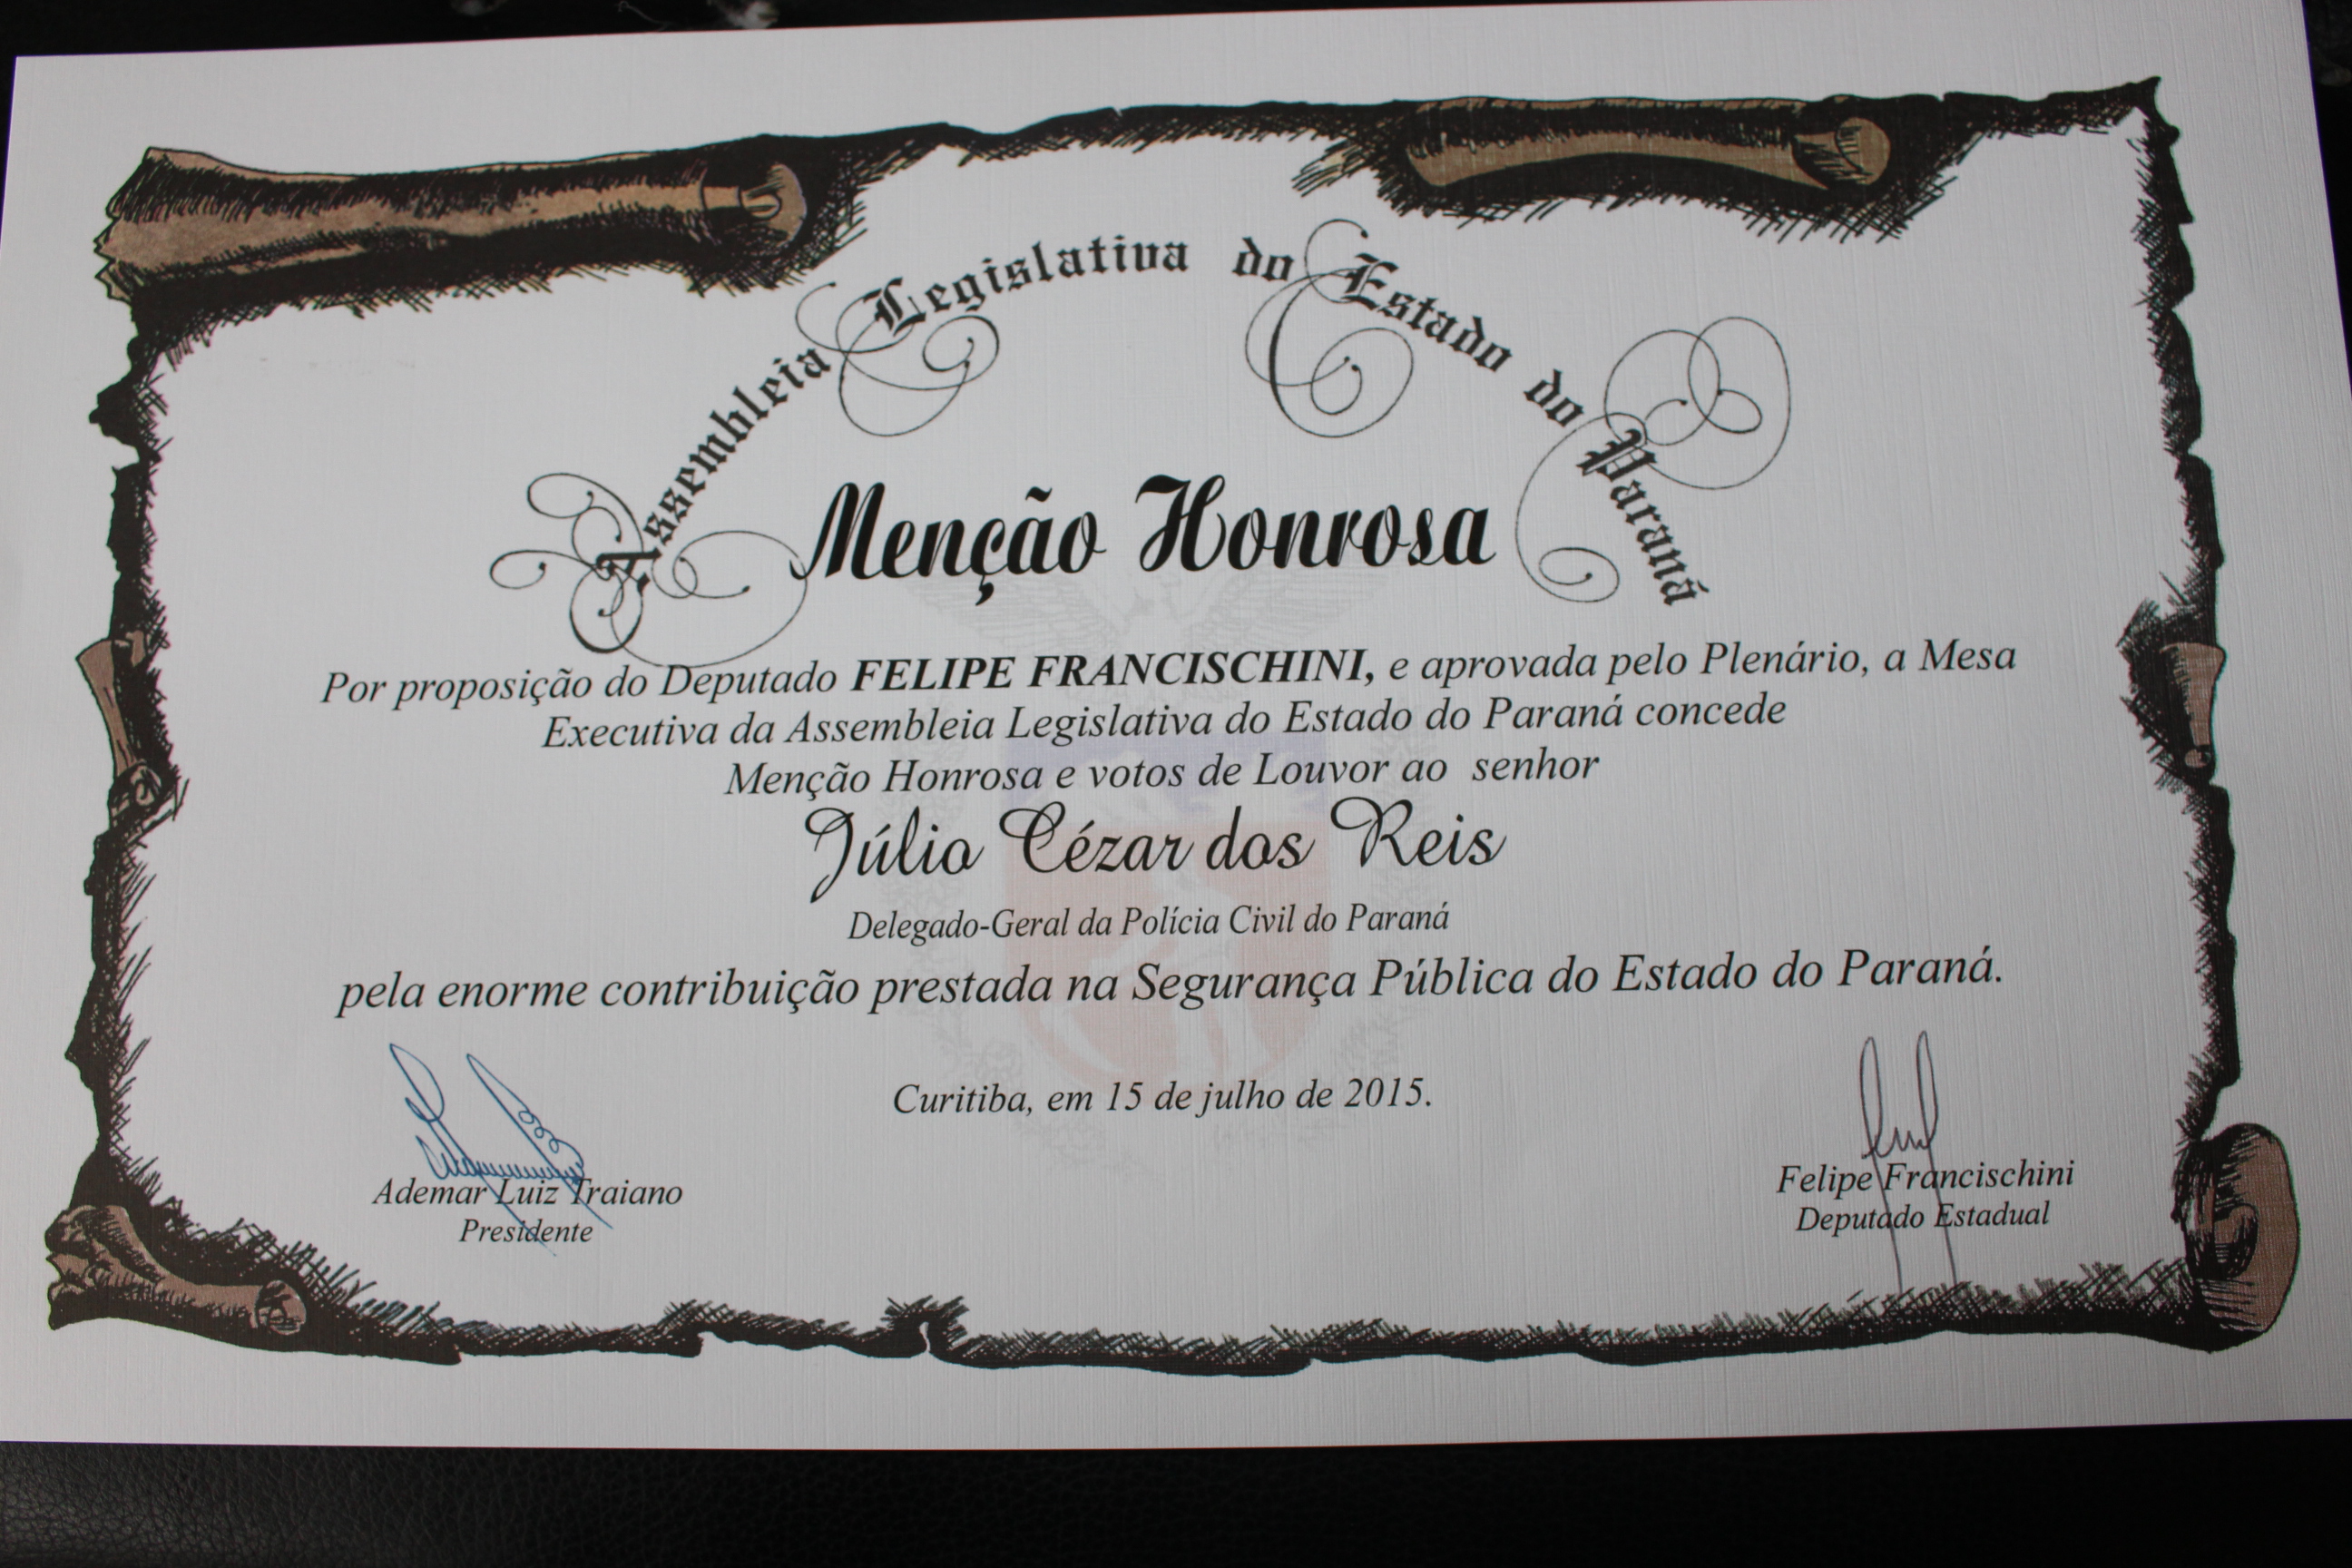 Assembleia Legislativa do Estado do Paraná
Menção Honrosa
Por proposição do Deputado FELIPE FRANCISCHINI, e aprovada pelo Plenário, a Mesa
Executiva da Assembleia Legislativa do Estado do Paraná concede
Menção Honrosa e votos de Louvor ao senhor
Júlio Cézar dos Reis
Delegado-Geral da Polícia Civil do Paraná
pela enorme contribuição prestada na Segurança Pública do Estado do Paraná.
Curitiba, em 15 de julho de 2015.
Ademar Luiz Traiano
Presidente
Felipe Francischini
Deputado Estadual